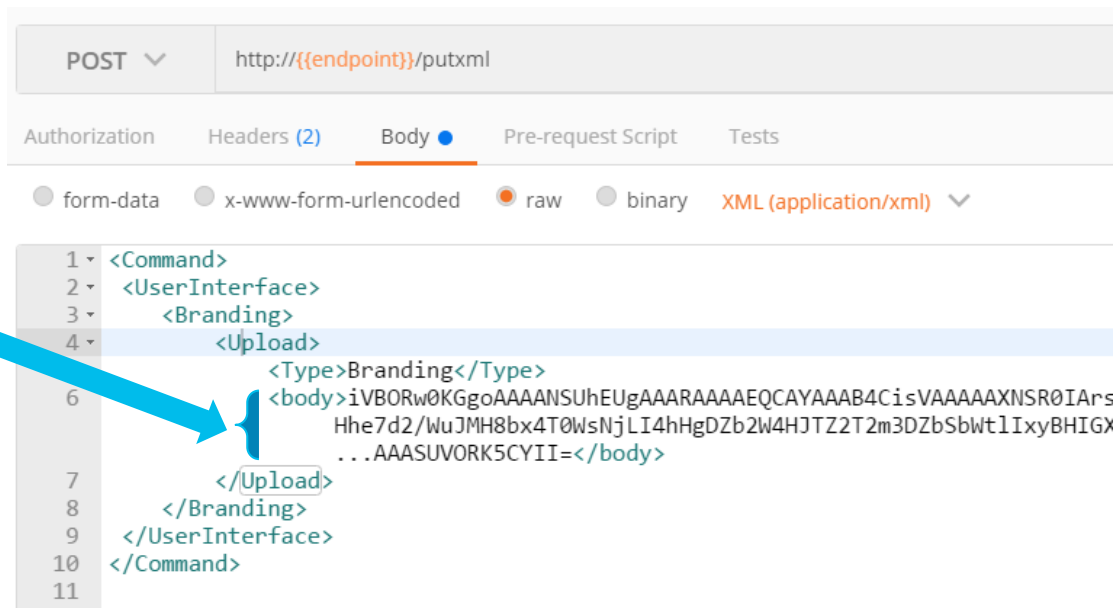 POST http://{{endpoint}}/putxml
Authorization Headers (2) Body Pre-request Script Tests
form-data x-www-form-urlencoded raw binary XML (application/xml)
1 <Command>
2 <UserInterface>
3 <Branding>
4 <Upload>
<Type>Branding</Type>
6 <body>iVBORw0KGgoAAAANSUhEUgAAARAAAAEQCAYAAAB4CisVAAAAAXNSR0IArs
Hhe7d2/WuJMH8bx4T0WsNjLI4hHgDZb2W4HJTZ2T2m3DZbSbWtlIxyBHIGX
...AAASUVORK5CYII=</body>
7 </Upload>
8 </Branding>
9 </UserInterface>
10 </Command>
11